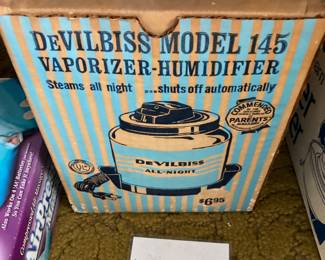 DeVILBISS MODEL 145
VAPORIZER-HUMIDIFIER
Steams all night ...shuts off automatically
COMMENDED
PARENTS'
DeVILBISS
ALL-NIGHT
$6.95